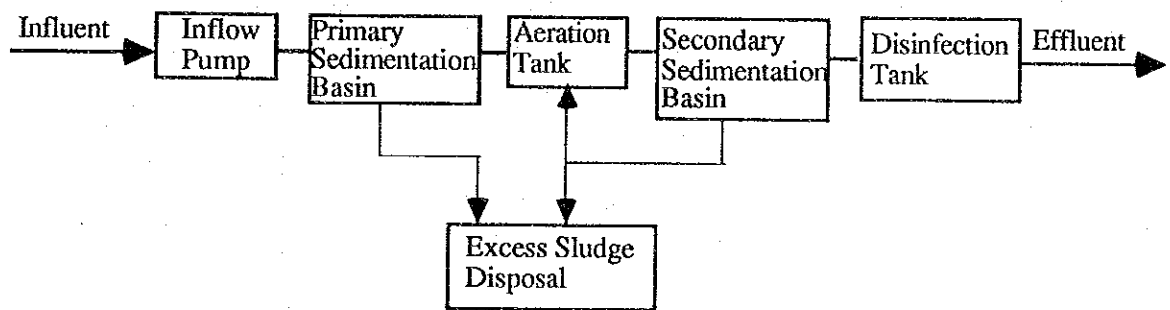 Influent
Inflow
Pump
Primary
Sedimentation
Basin
Aeration
Tank
Secondary
Sedimentation
Basin
Disinfection
Tank
Effluent
Excess Sludge
Disposal